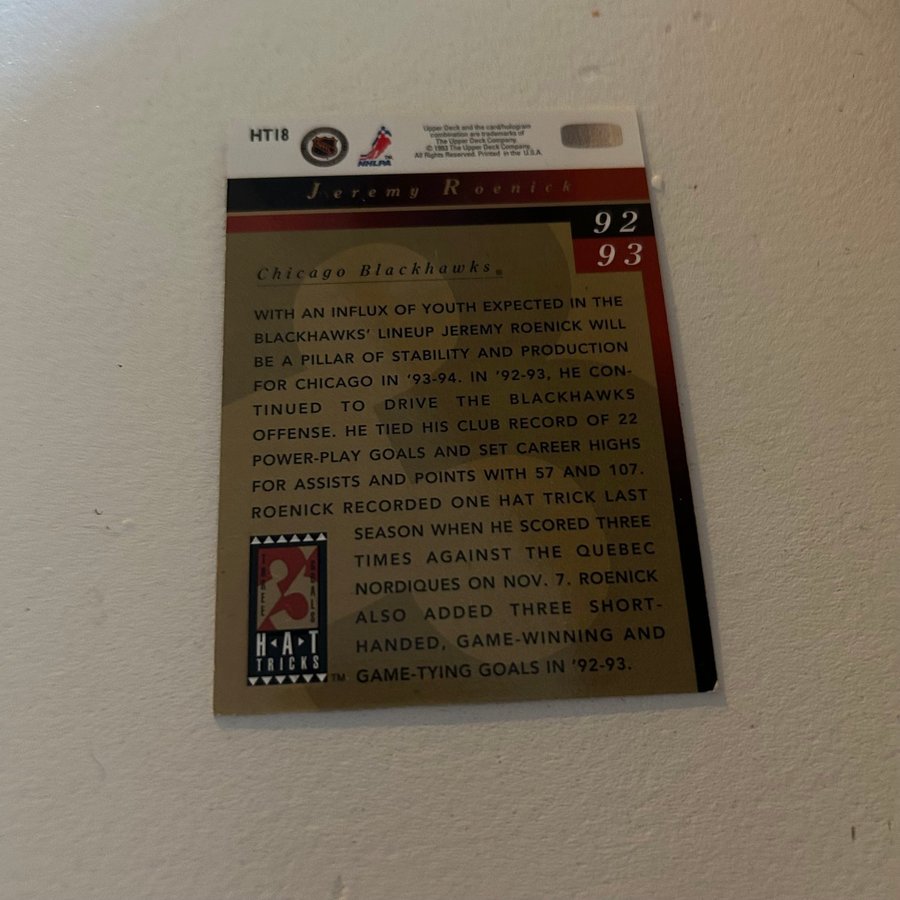 HT18
NHLPA
Upper Deck and the card/hologram
combination are trademarks of
The Upper Deck Company.
© 1993 The Upper Deck Company.
All Rights Reserved. Printed in the U.S.A.
Jeremy Roenick
92
93
Chicago Blackhawks
WITH AN INFLUX OF YOUTH EXPECTED IN THE
BLACKHAWKS' LINEUP JEREMY ROENICK WILL
BE A PILLAR OF STABILITY AND PRODUCTION
FOR CHICAGO IN '93-94. IN '92-93, HE CON-
TINUED TO DRIVE THE BLACKHAWKS
OFFENSE. HE TIED HIS CLUB RECORD OF 22
POWER-PLAY GOALS AND SET CAREER HIGHS
FOR ASSISTS AND POINTS WITH 57 AND 107.
ROENICK RECORDED ONE HAT TRICK LAST
SEASON WHEN HE SCORED THREE
TIMES AGAINST THE QUEBEC
NORDIQUES ON NOV. 7. ROENICK
ALSO ADDED THREE SHORT-
HANDED, GAME-WINNING AND
GAME-TYING GOALS IN '92-93.
THREE
GOALS
HAT
TRICKS
TM